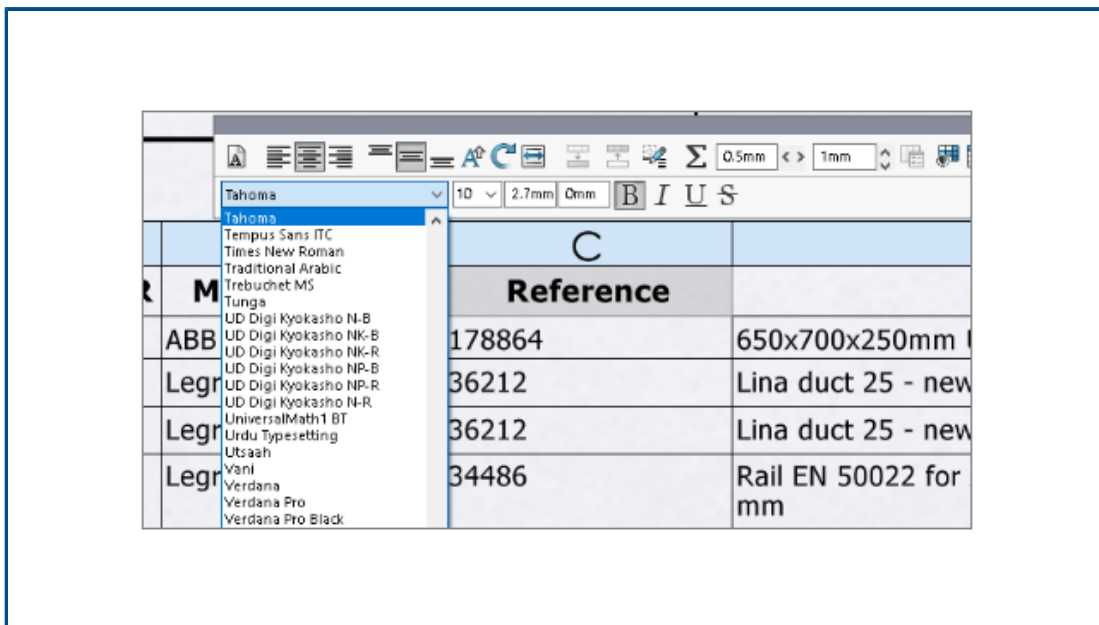 0.5mm 1mm
Tahoma 10 2.7mm 0mm B I U S
Tahoma
Tempus Sans ITC
Times New Roman
Traditional Arabic
Trebuchet MS
Tunga
UD Digi Kyokasho N-B
UD Digi Kyokasho NK-B
UD Digi Kyokasho NK-R
UD Digi Kyokasho NP-B
UD Digi Kyokasho NP-R
UD Digi Kyokasho N-R
UniversalMath1 BT
Urdu Typesetting
Utsaah
Vani
Verdana
Verdana Pro
Verdana Pro Black
C
R M Reference
ABB 178864 650x700x250mm
Legr 36212 Lina duct 25 - new
Legr 36212 Lina duct 25 - new
Legr 34486 Rail EN 50022 for
mm